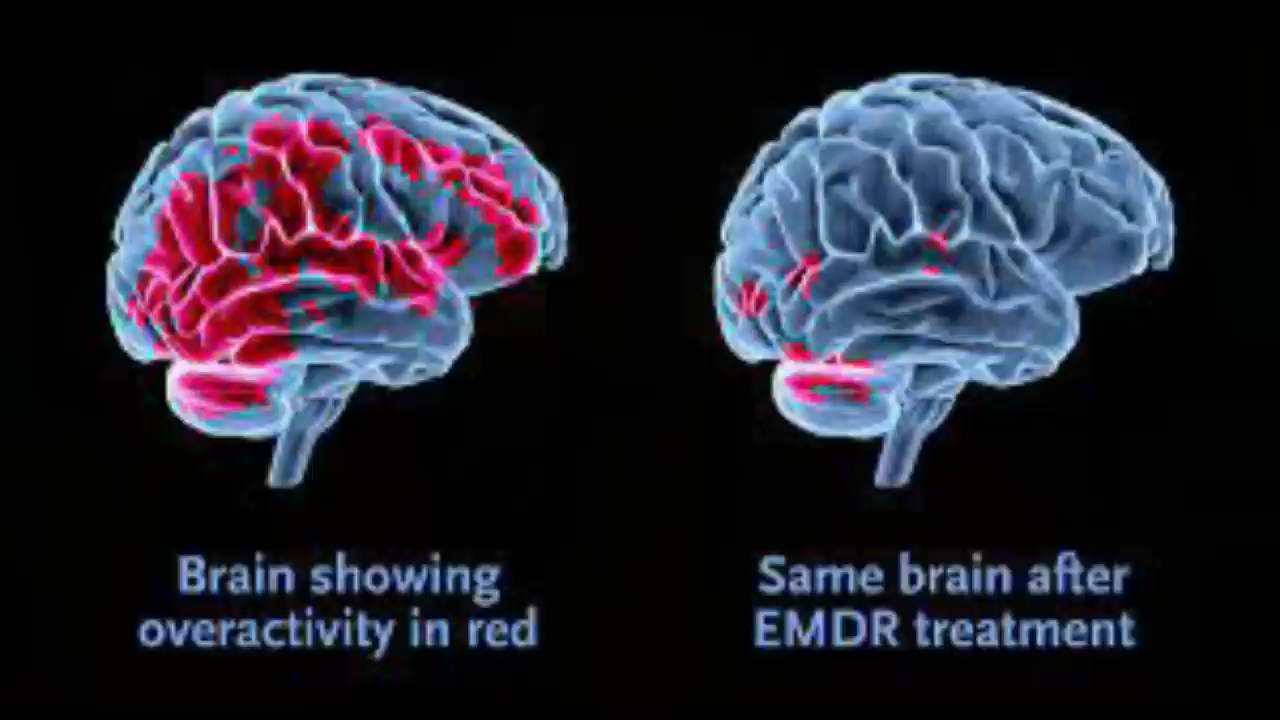 Brain showing
overactivity in red
Same brain after
EMDR treatment